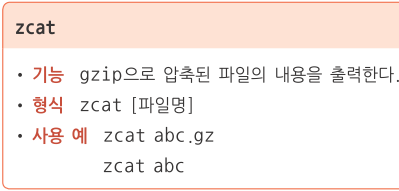 zcat
• 기능 gzip으로 압축된 파일의 내용을 출력한다.
• 형식 zcat [파일명]
• 사용 예 zcat abc.gz
zcat abc